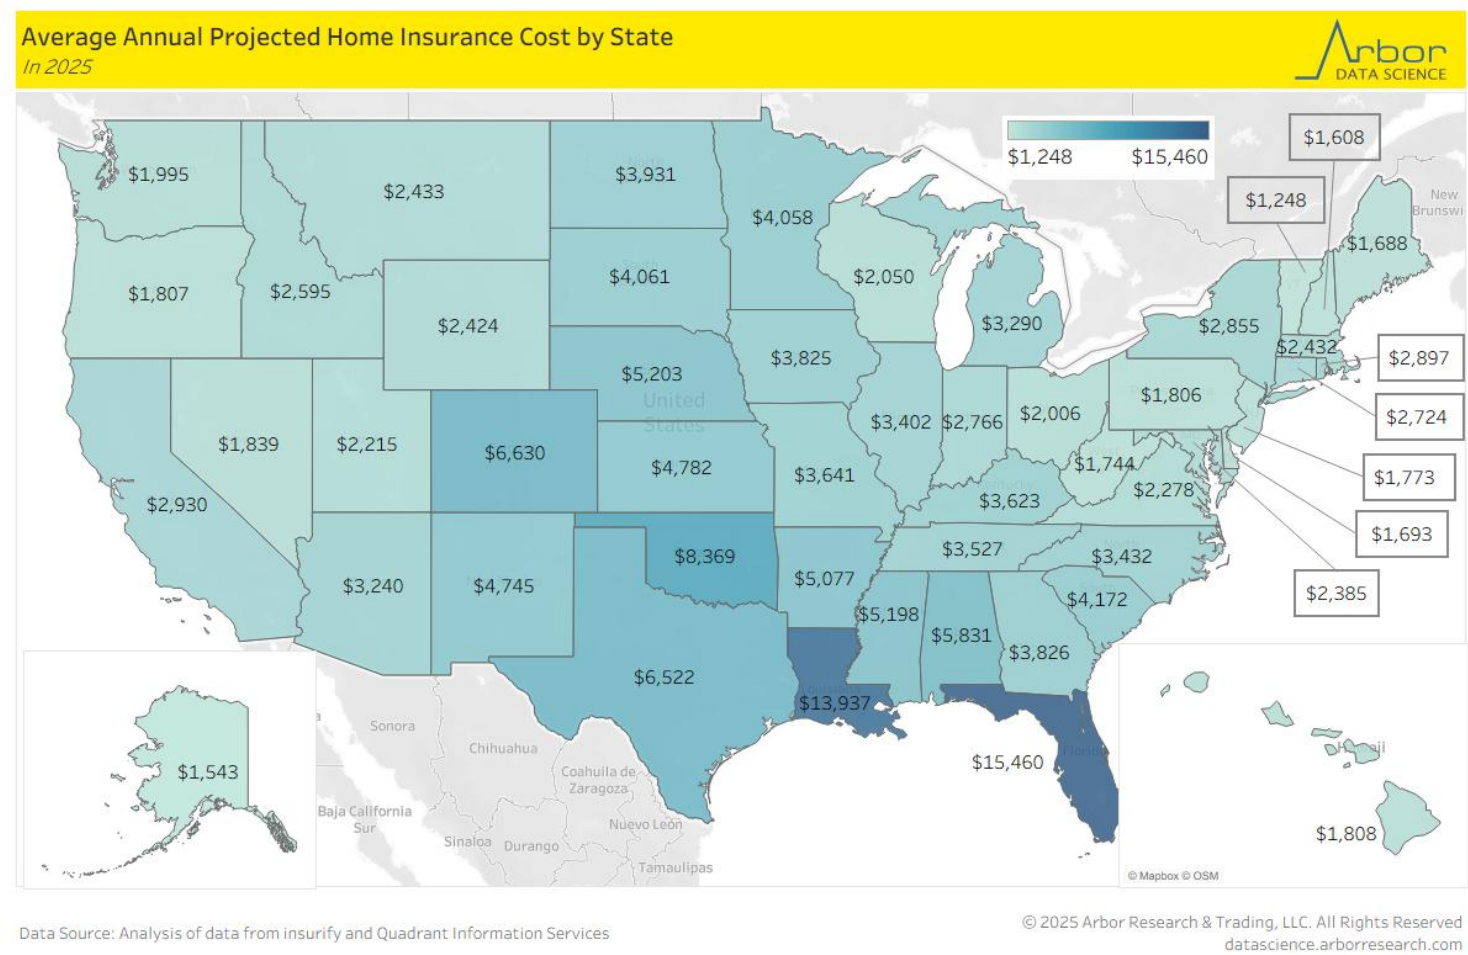 Average Annual Projected Home Insurance Cost by State
In 2025
Arbor
DATA SCIENCE
$1,248 $15,460
$1,608
$1,248
New
Brunswi
$1,995
$2,433
North
$3,931
$4,058
$1,688
$1,807
$2,595
$2,424
South
$4,061
$2,050
$3,290
$2,855
$2,432
$2,897
$3,825
$5,203
United
States
$1,806
$2,724
$1,839
$2,215
$6,630
$4,782
$3,402
$2,766
$2,006
$1,744
$2,278
$1,773
$2,930
$3,641
Kentucky
$3,623
$1,693
$3,240
$4,745
$8,369
$5,077
$3,527
North
$3,432
$2,385
$5,198
$5,831
$3,826
$4,172
$6,522
Louisiana
$13,937
$15,460
Florida
$1,543
Sonora
Chihuahua
Coahuila de
Zaragoza
Baja California
Sur
Sinaloa
Durango
Nuevo León
Tamaulipas
Hawaii
$1,808
© Mapbox © OSM
Data Source: Analysis of data from insurify and Quadrant Information Services
© 2025 Arbor Research & Trading, LLC. All Rights Reserved
datascience.arborresearch.com